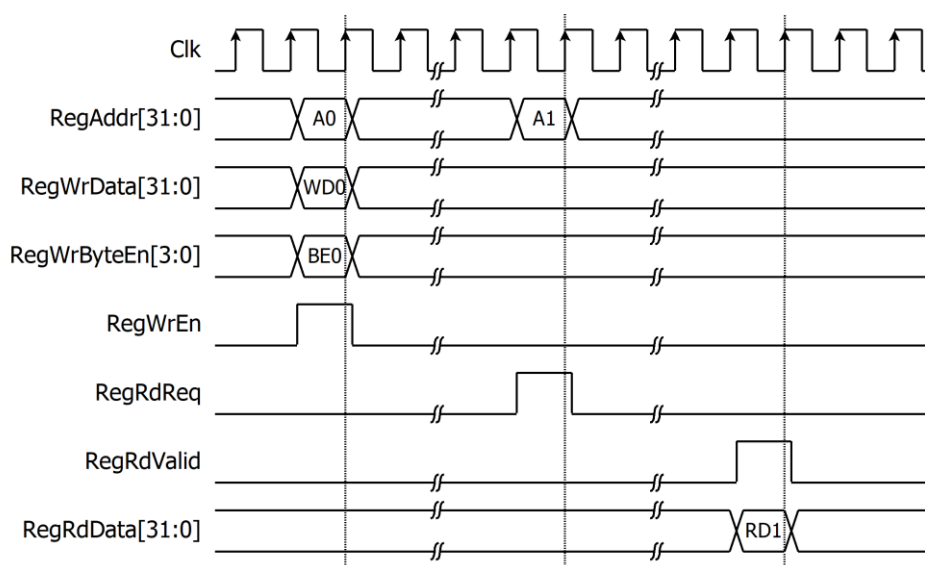 Clk
RegAddr[31:0]
A0
A1
RegWrData[31:0]
WD0
RegWrByteEn[3:0]
BE0
RegWrEn
RegRdReq
RegRdValid
RegRdData[31:0]
RD1